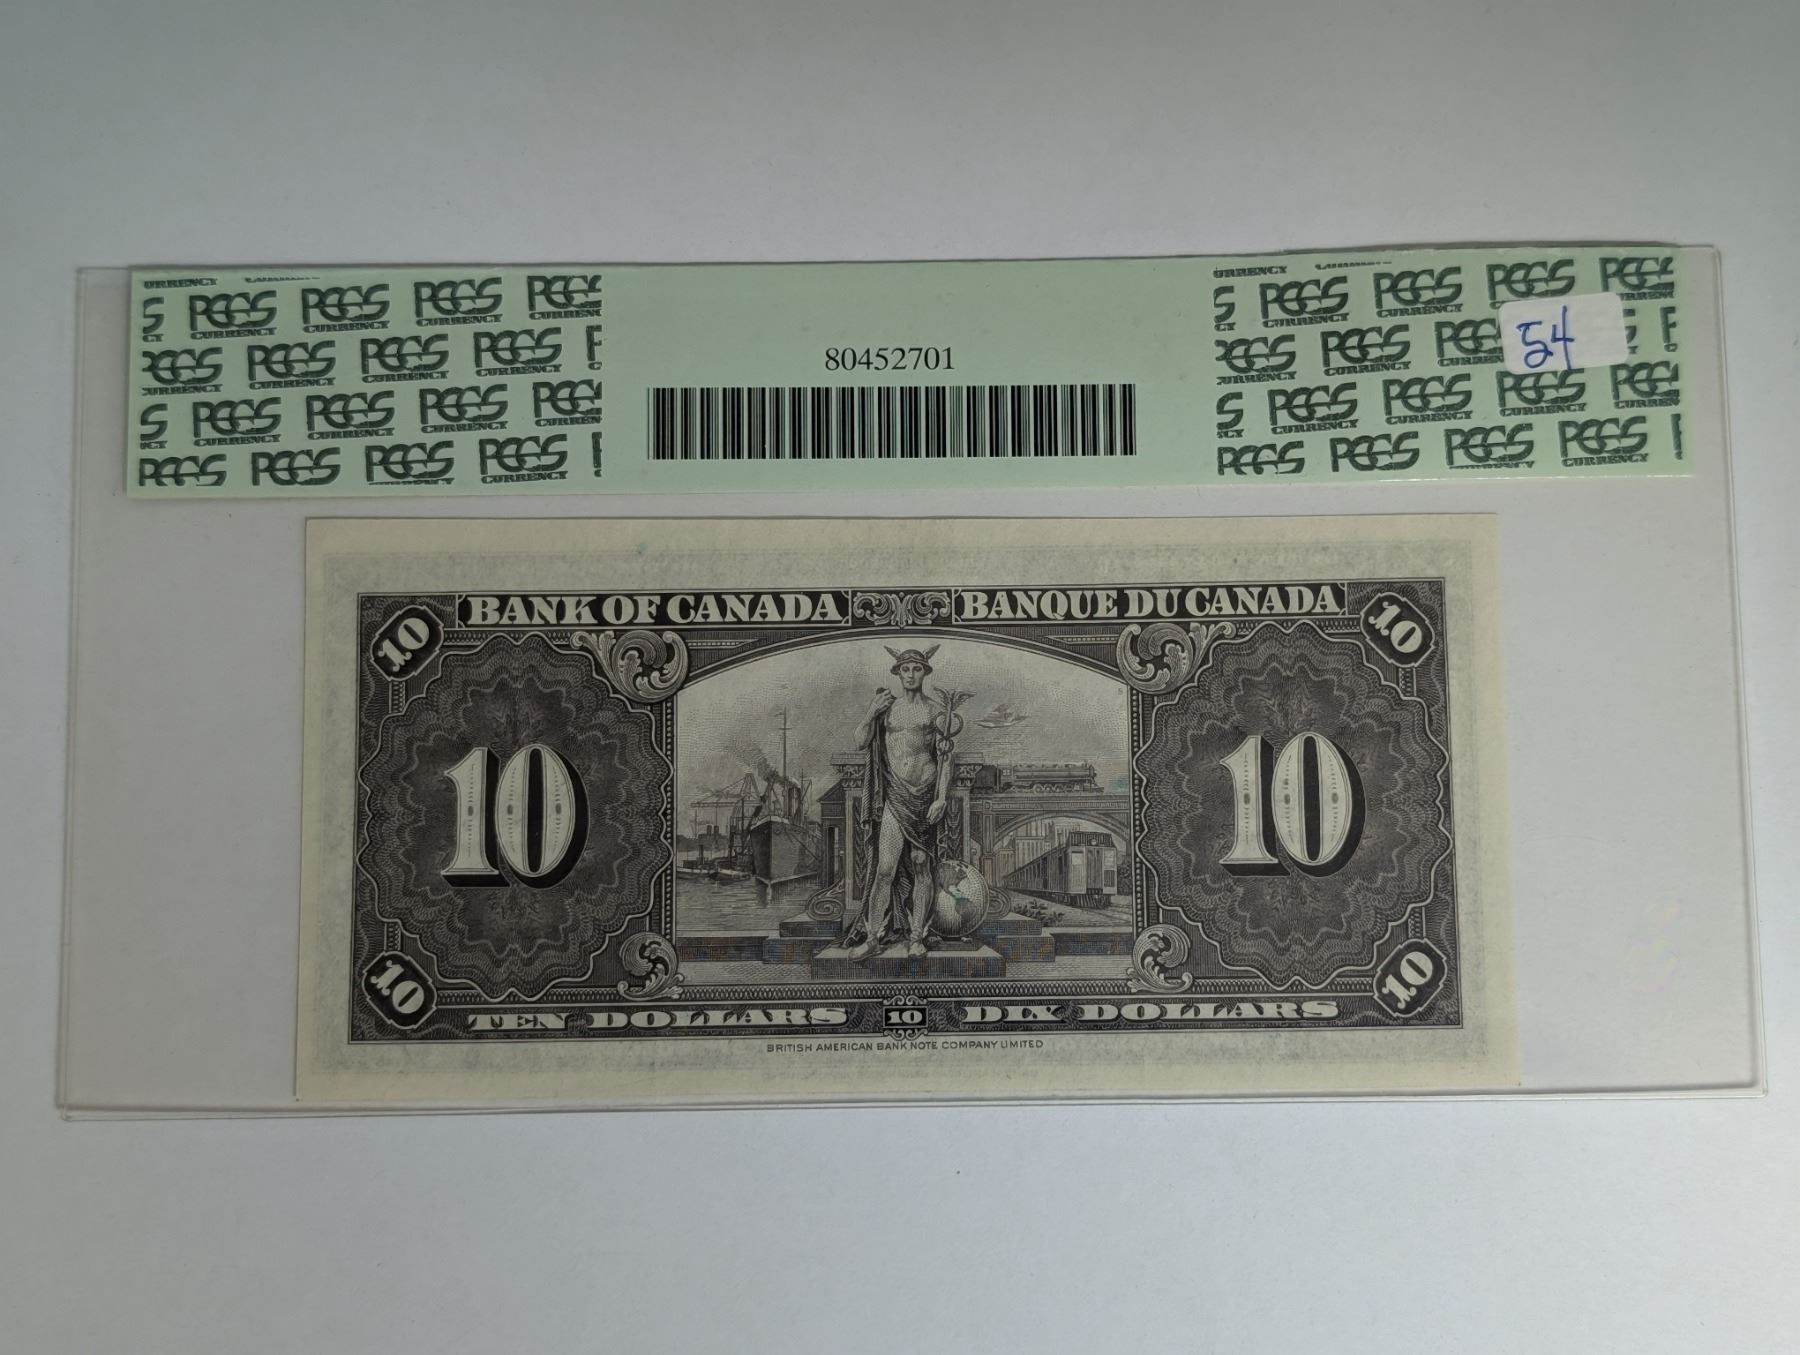 PCGS CURRENCY
80452701
54
BANK OF CANADA BANQUE DU CANADA
10 10
10 10
10 10
TEN DOLLARS 10 DIX DOLLARS
BRITISH AMERICAN BANK NOTE COMPANY LIMITED